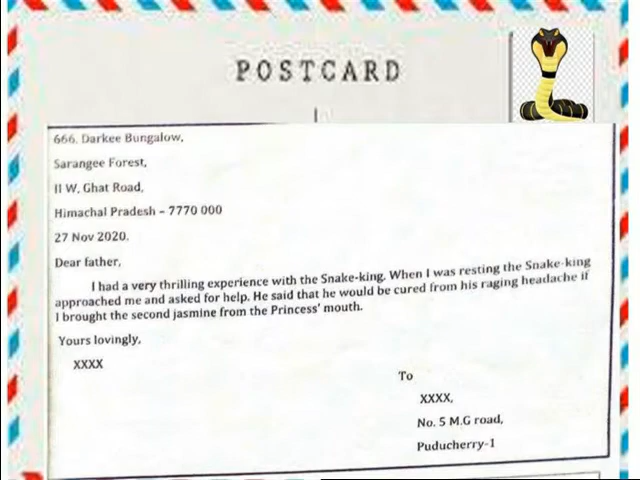 POSTCARD
666, Darkee Bungalow,
Sarangee Forest,
II W, Ghat Road,
Himachal Pradesh – 7770 000
27 Nov 2020.
Dear father,
I had a very thrilling experience with the Snake-king. When I was resting the Snake-king
approached me and asked for help. He said that he would be cured from his raging headache if
I brought the second jasmine from the Princess' mouth.
Yours lovingly,
XXXX
To
XXXX,
No. 5 M.G road,
Puducherry-1